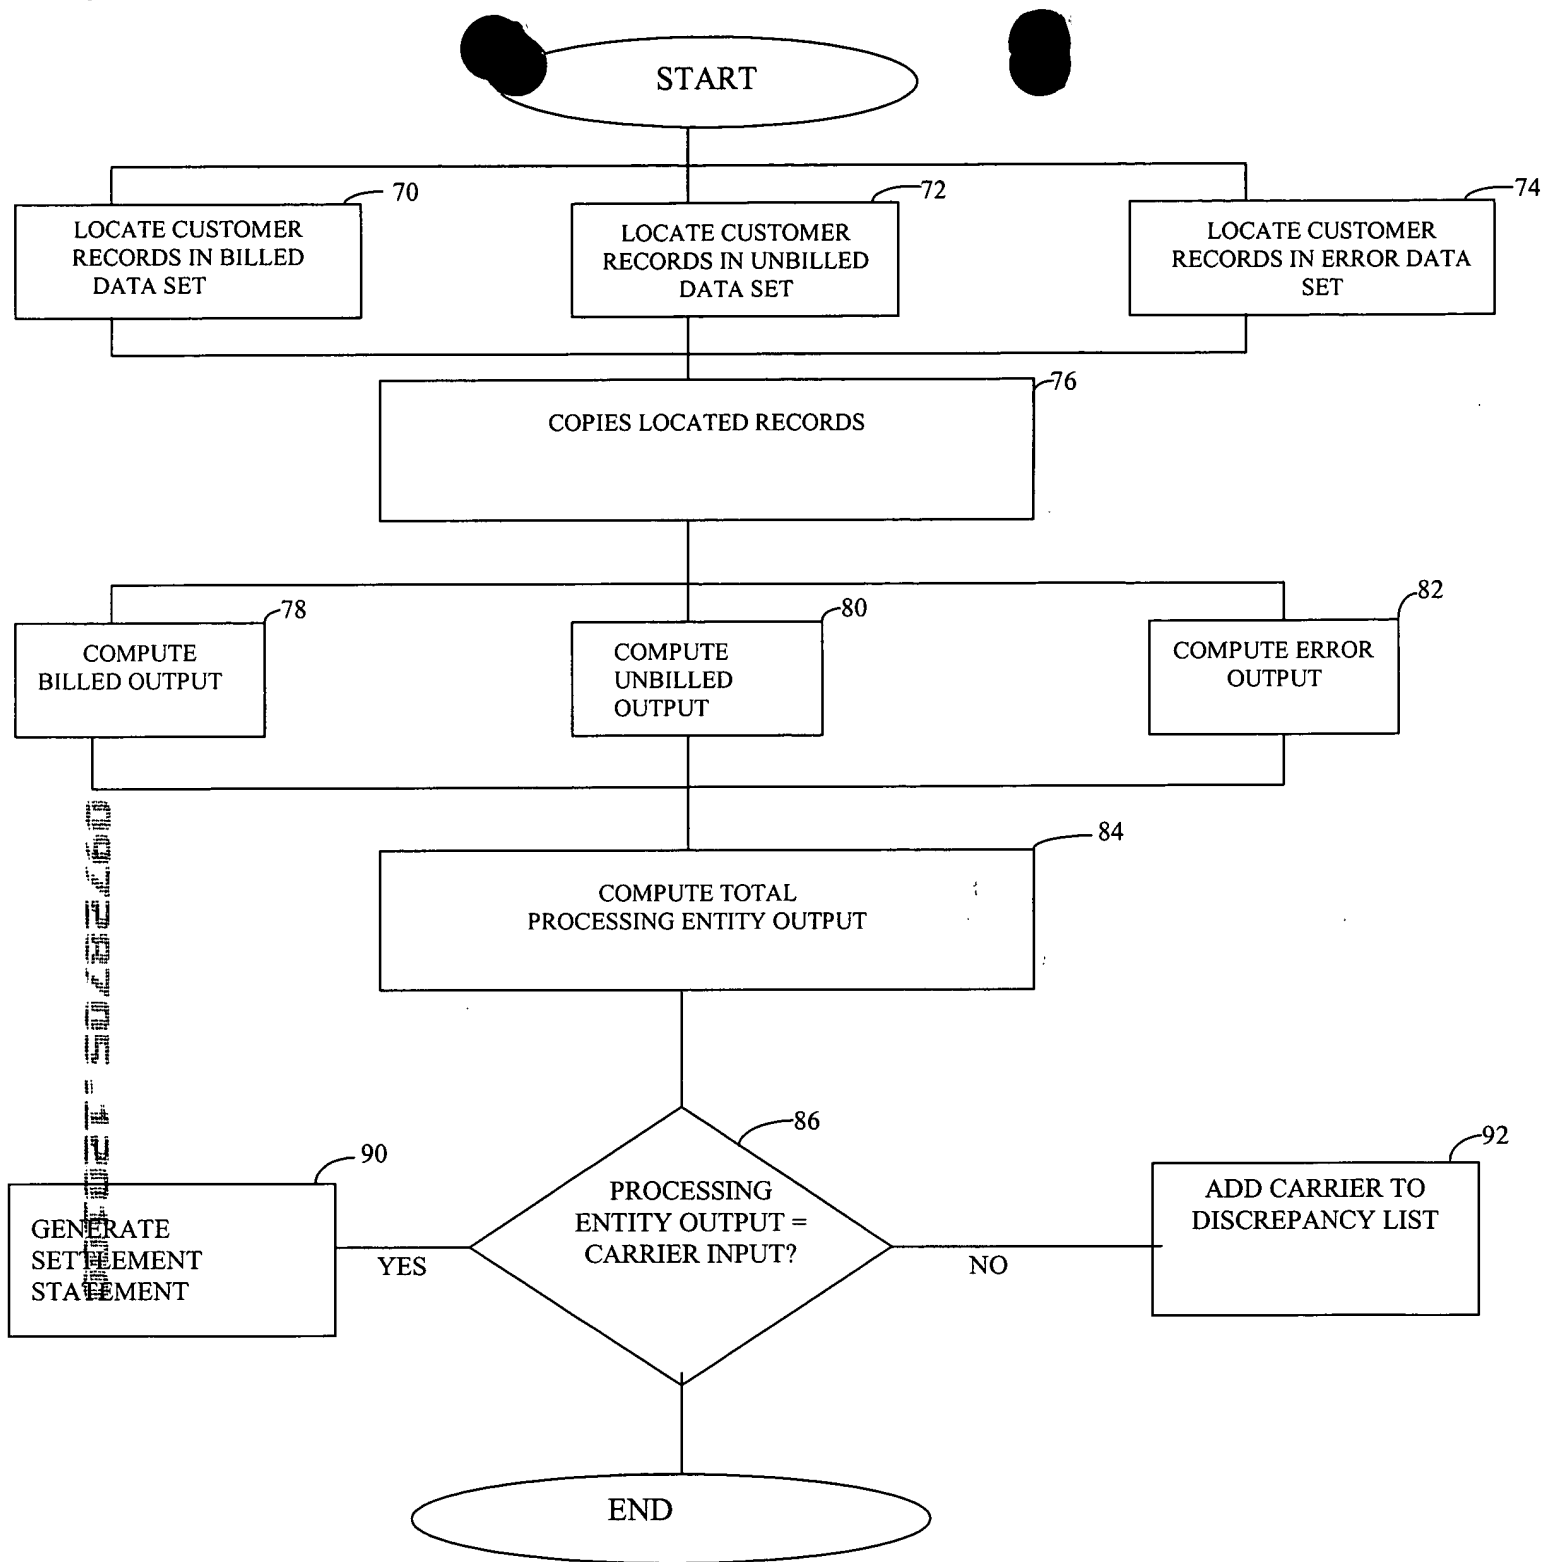 START
70
72
74
LOCATE CUSTOMER
RECORDS IN BILLED
DATA SET
LOCATE CUSTOMER
RECORDS IN UNBILLED
DATA SET
LOCATE CUSTOMER
RECORDS IN ERROR DATA
SET
76
COPIES LOCATED RECORDS
78
80
82
COMPUTE
BILLED OUTPUT
COMPUTE
UNBILLED
OUTPUT
COMPUTE ERROR
OUTPUT
84
COMPUTE TOTAL
PROCESSING ENTITY OUTPUT
86
90
92
PROCESSING
ENTITY OUTPUT =
CARRIER INPUT?
GENERATE
SETTLEMENT
STATEMENT
YES
NO
ADD CARRIER TO
DISCREPANCY LIST
END